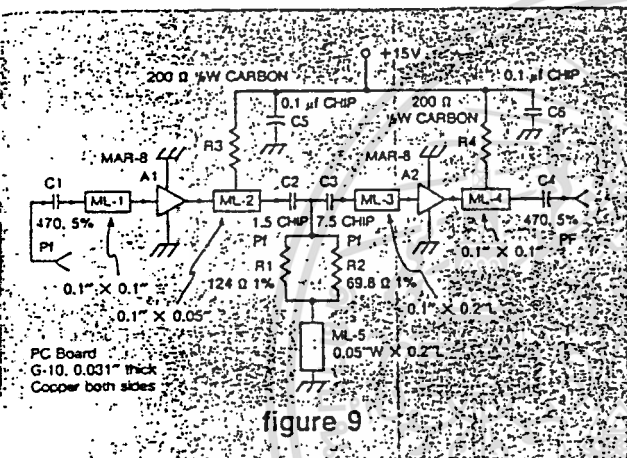 +15V
200 Ω ¼W CARBON
0.1 µf CHIP
0.1 µf CHIP
200 Ω
¼W CARBON
C5
C6
R3
R4
MAR-8
A1
MAR-8
A2
C1
ML-1
ML-2
C2
C3
ML-3
ML-4
C4
470, 5%
Pf
1.5 CHIP
7.5 CHIP
470, 5%
PF
Pf
Pf
R1
R2
0.1" X 0.1"
0.1" X 0.05"
124 Ω 1%
69.8 Ω 1%
0.1" X 0.2"L
0.1" X 0.1"
ML-5
0.05"W X 0.2"L
PC Board
G-10, 0.031" thick
Copper both sides
figure 9